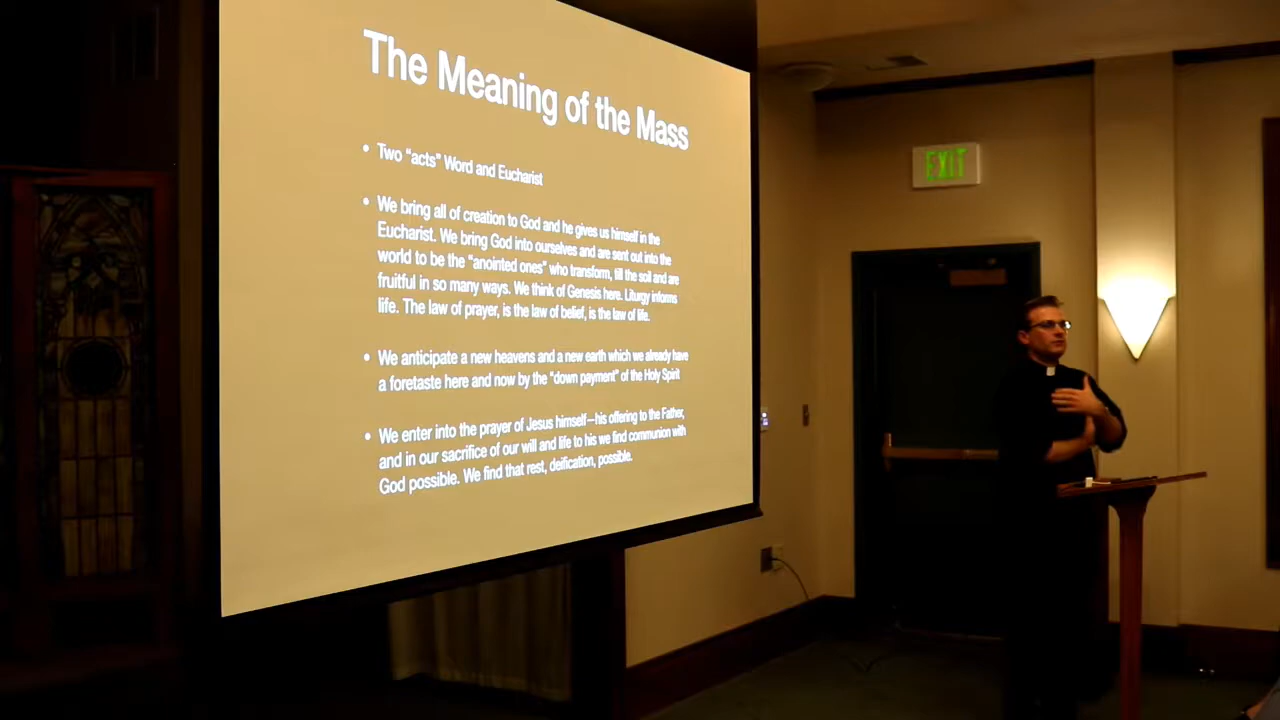 The Meaning of the Mass
• Two “acts” Word and Eucharist
• We bring all of creation to God and he gives us himself in the
Eucharist. We bring God into ourselves and are sent out into the
world to be the “anointed ones” who transform, till the soil and are
fruitful in so many ways. We think of Genesis here. Liturgy informs
life. The law of prayer, is the law of belief, is the law of life.
• We anticipate a new heavens and a new earth which we already have
a foretaste here and now by the “down payment” of the Holy Spirit
• We enter into the prayer of Jesus himself—his offering to the Father,
and in our sacrifice of our will and life to his we find communion with
God possible. We find that rest, deification, possible.
EXIT